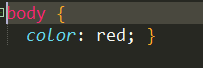 body {
  color: red; }